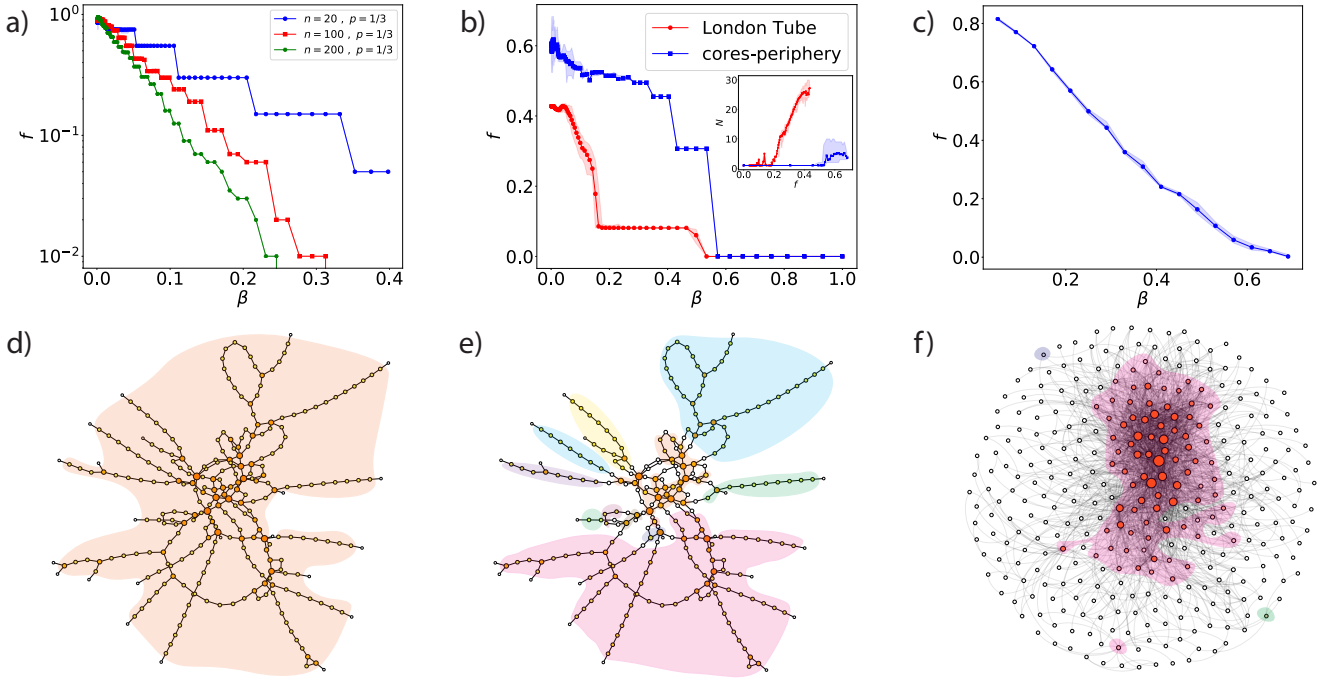 a)
n = 20 , p = 1/3
n = 100 , p = 1/3
n = 200 , p = 1/3
10⁰
10⁻¹
10⁻²
f
0.0 0.1 0.2 0.3 0.4
β
b)
London Tube
cores-periphery
0.6
0.4
0.2
0.0
f
0.0 0.2 0.4 0.6 0.8 1.0
β
30
20
10
0
N
0.0 0.2 0.4 0.6
f
c)
0.8
0.6
0.4
0.2
0.0
f
0.2 0.4 0.6
β
d)
e)
f)